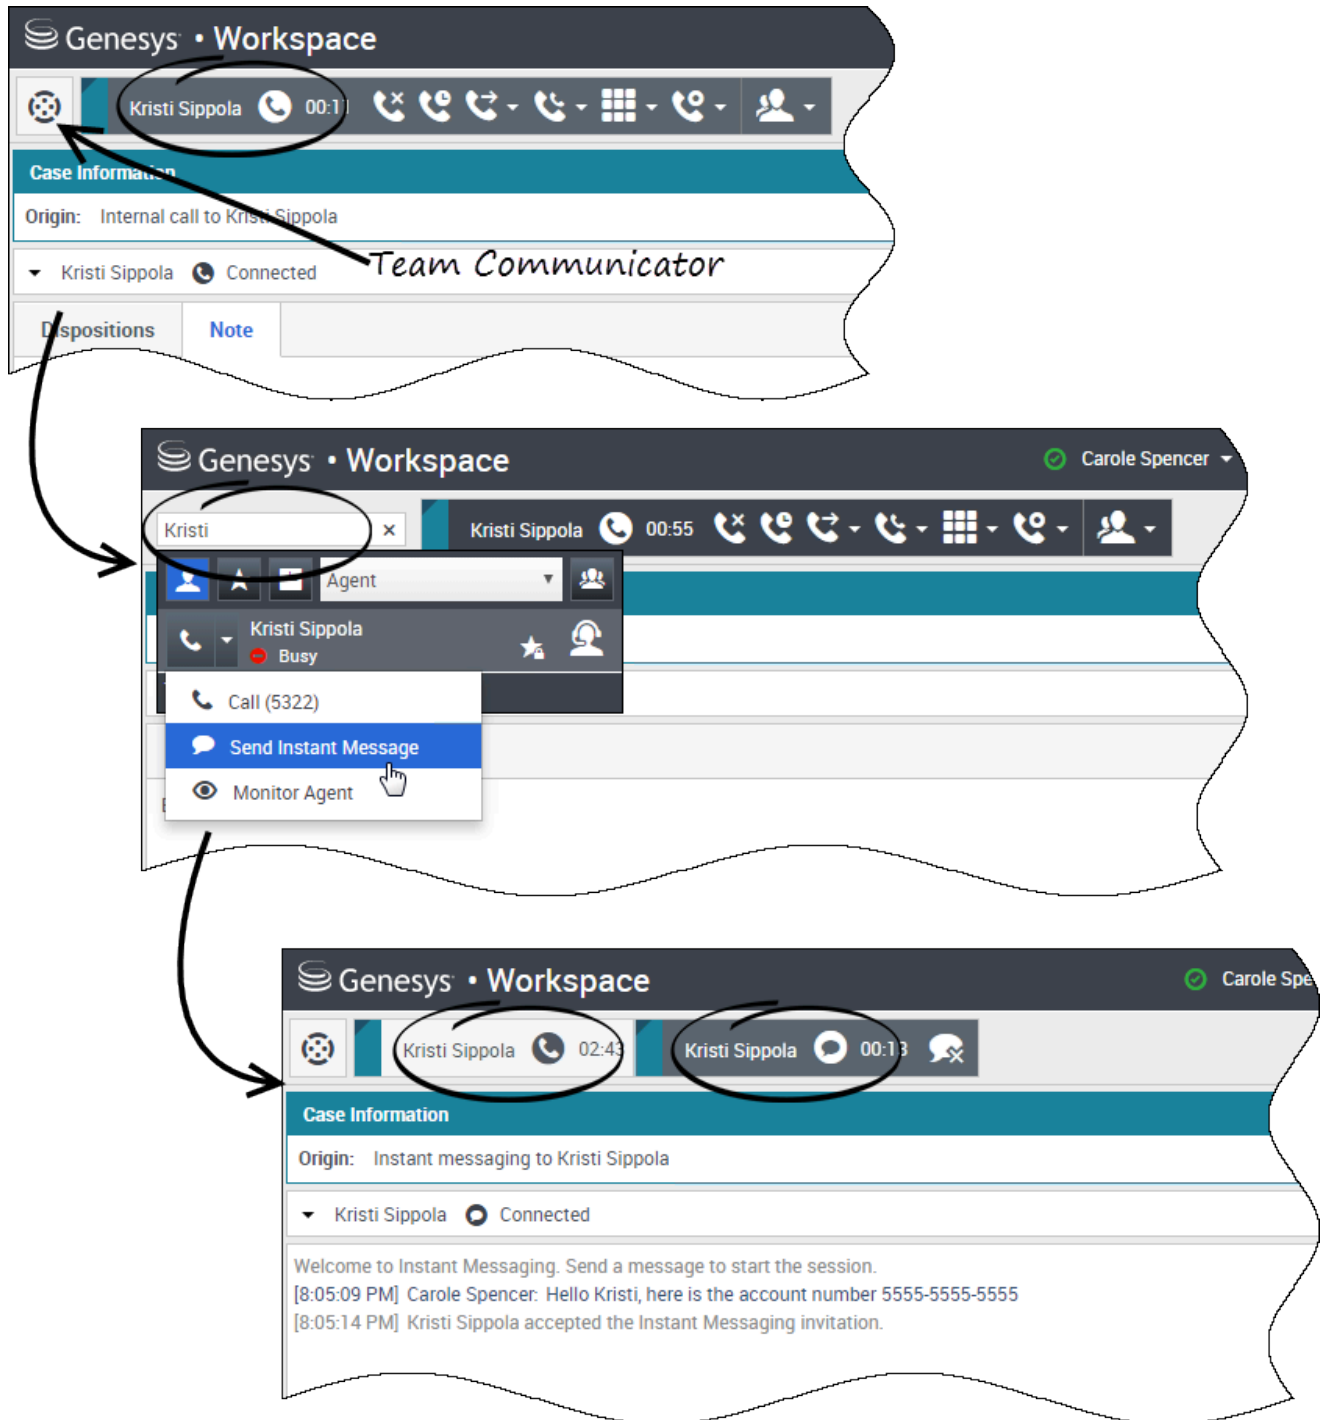 Genesys • Workspace
Kristi Sippola 00:11
Case Information
Origin: Internal call to Kristi Sippola
Kristi Sippola Connected
Team Communicator
Dispositions Note
Genesys • Workspace Carole Spencer
Kristi × Kristi Sippola 00:55
Agent
Kristi Sippola
Busy
Call (5322)
Send Instant Message
Monitor Agent
Genesys • Workspace Carole Spe
Kristi Sippola 02:43 Kristi Sippola 00:13
Case Information
Origin: Instant messaging to Kristi Sippola
Kristi Sippola Connected
Welcome to Instant Messaging. Send a message to start the session.
[8:05:09 PM] Carole Spencer: Hello Kristi, here is the account number 5555-5555-5555
[8:05:14 PM] Kristi Sippola accepted the Instant Messaging invitation.